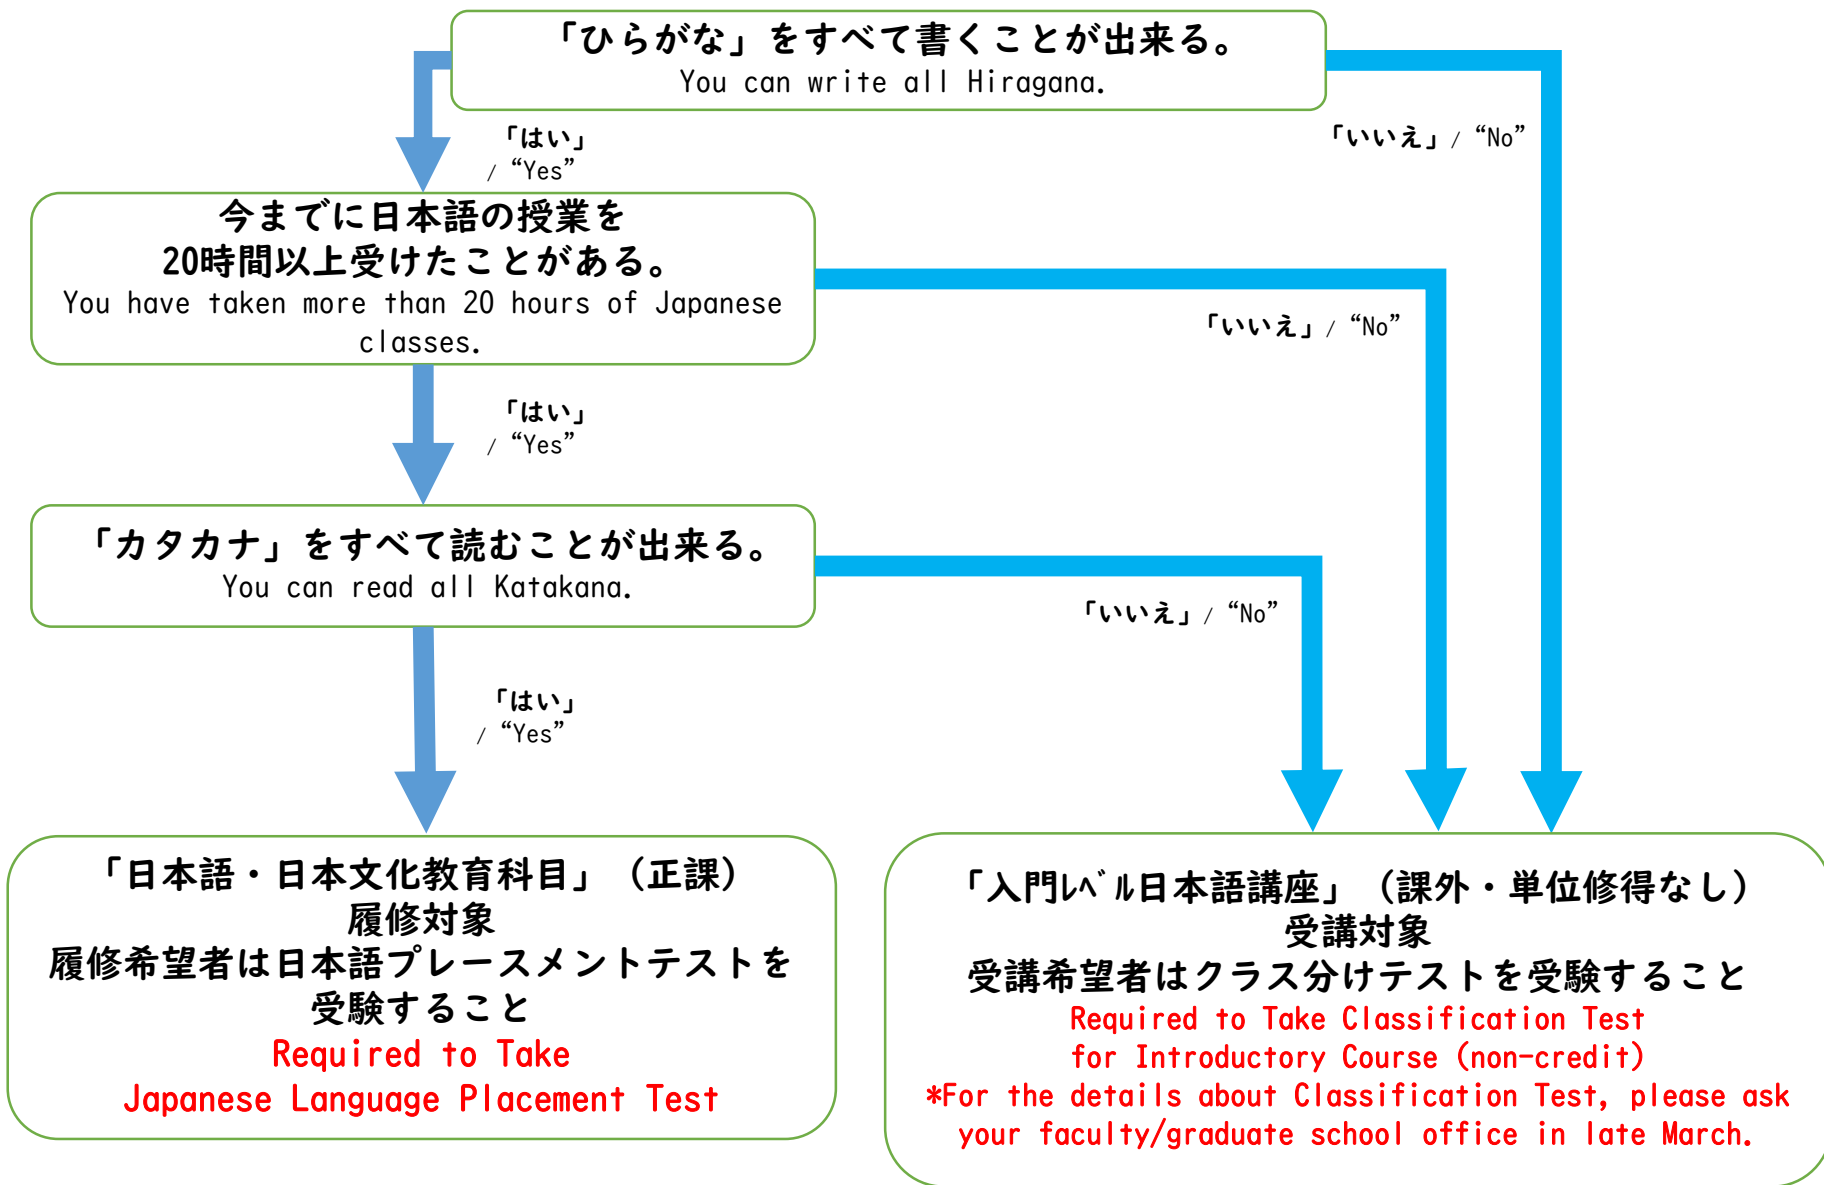 「ひらがな」をすべて書くことが出来る。
You can write all Hiragana.
「はい」
/ “Yes”
「いいえ」/ “No”
今までに日本語の授業を
20時間以上受けたことがある。
You have taken more than 20 hours of Japanese
classes.
「いいえ」/ “No”
「はい」
/ “Yes”
「カタカナ」をすべて読むことが出来る。
You can read all Katakana.
「いいえ」/ “No”
「はい」
/ “Yes”
「日本語・日本文化教育科目」（正課）
履修対象
履修希望者は日本語プレースメントテストを
受験すること
Required to Take
Japanese Language Placement Test
「入門ﾚﾍﾞﾙ日本語講座」（課外・単位修得なし）
受講対象
受講希望者はクラス分けテストを受験すること
Required to Take Classification Test
for Introductory Course (non-credit)
*For the details about Classification Test, please ask
your faculty/graduate school office in late March.